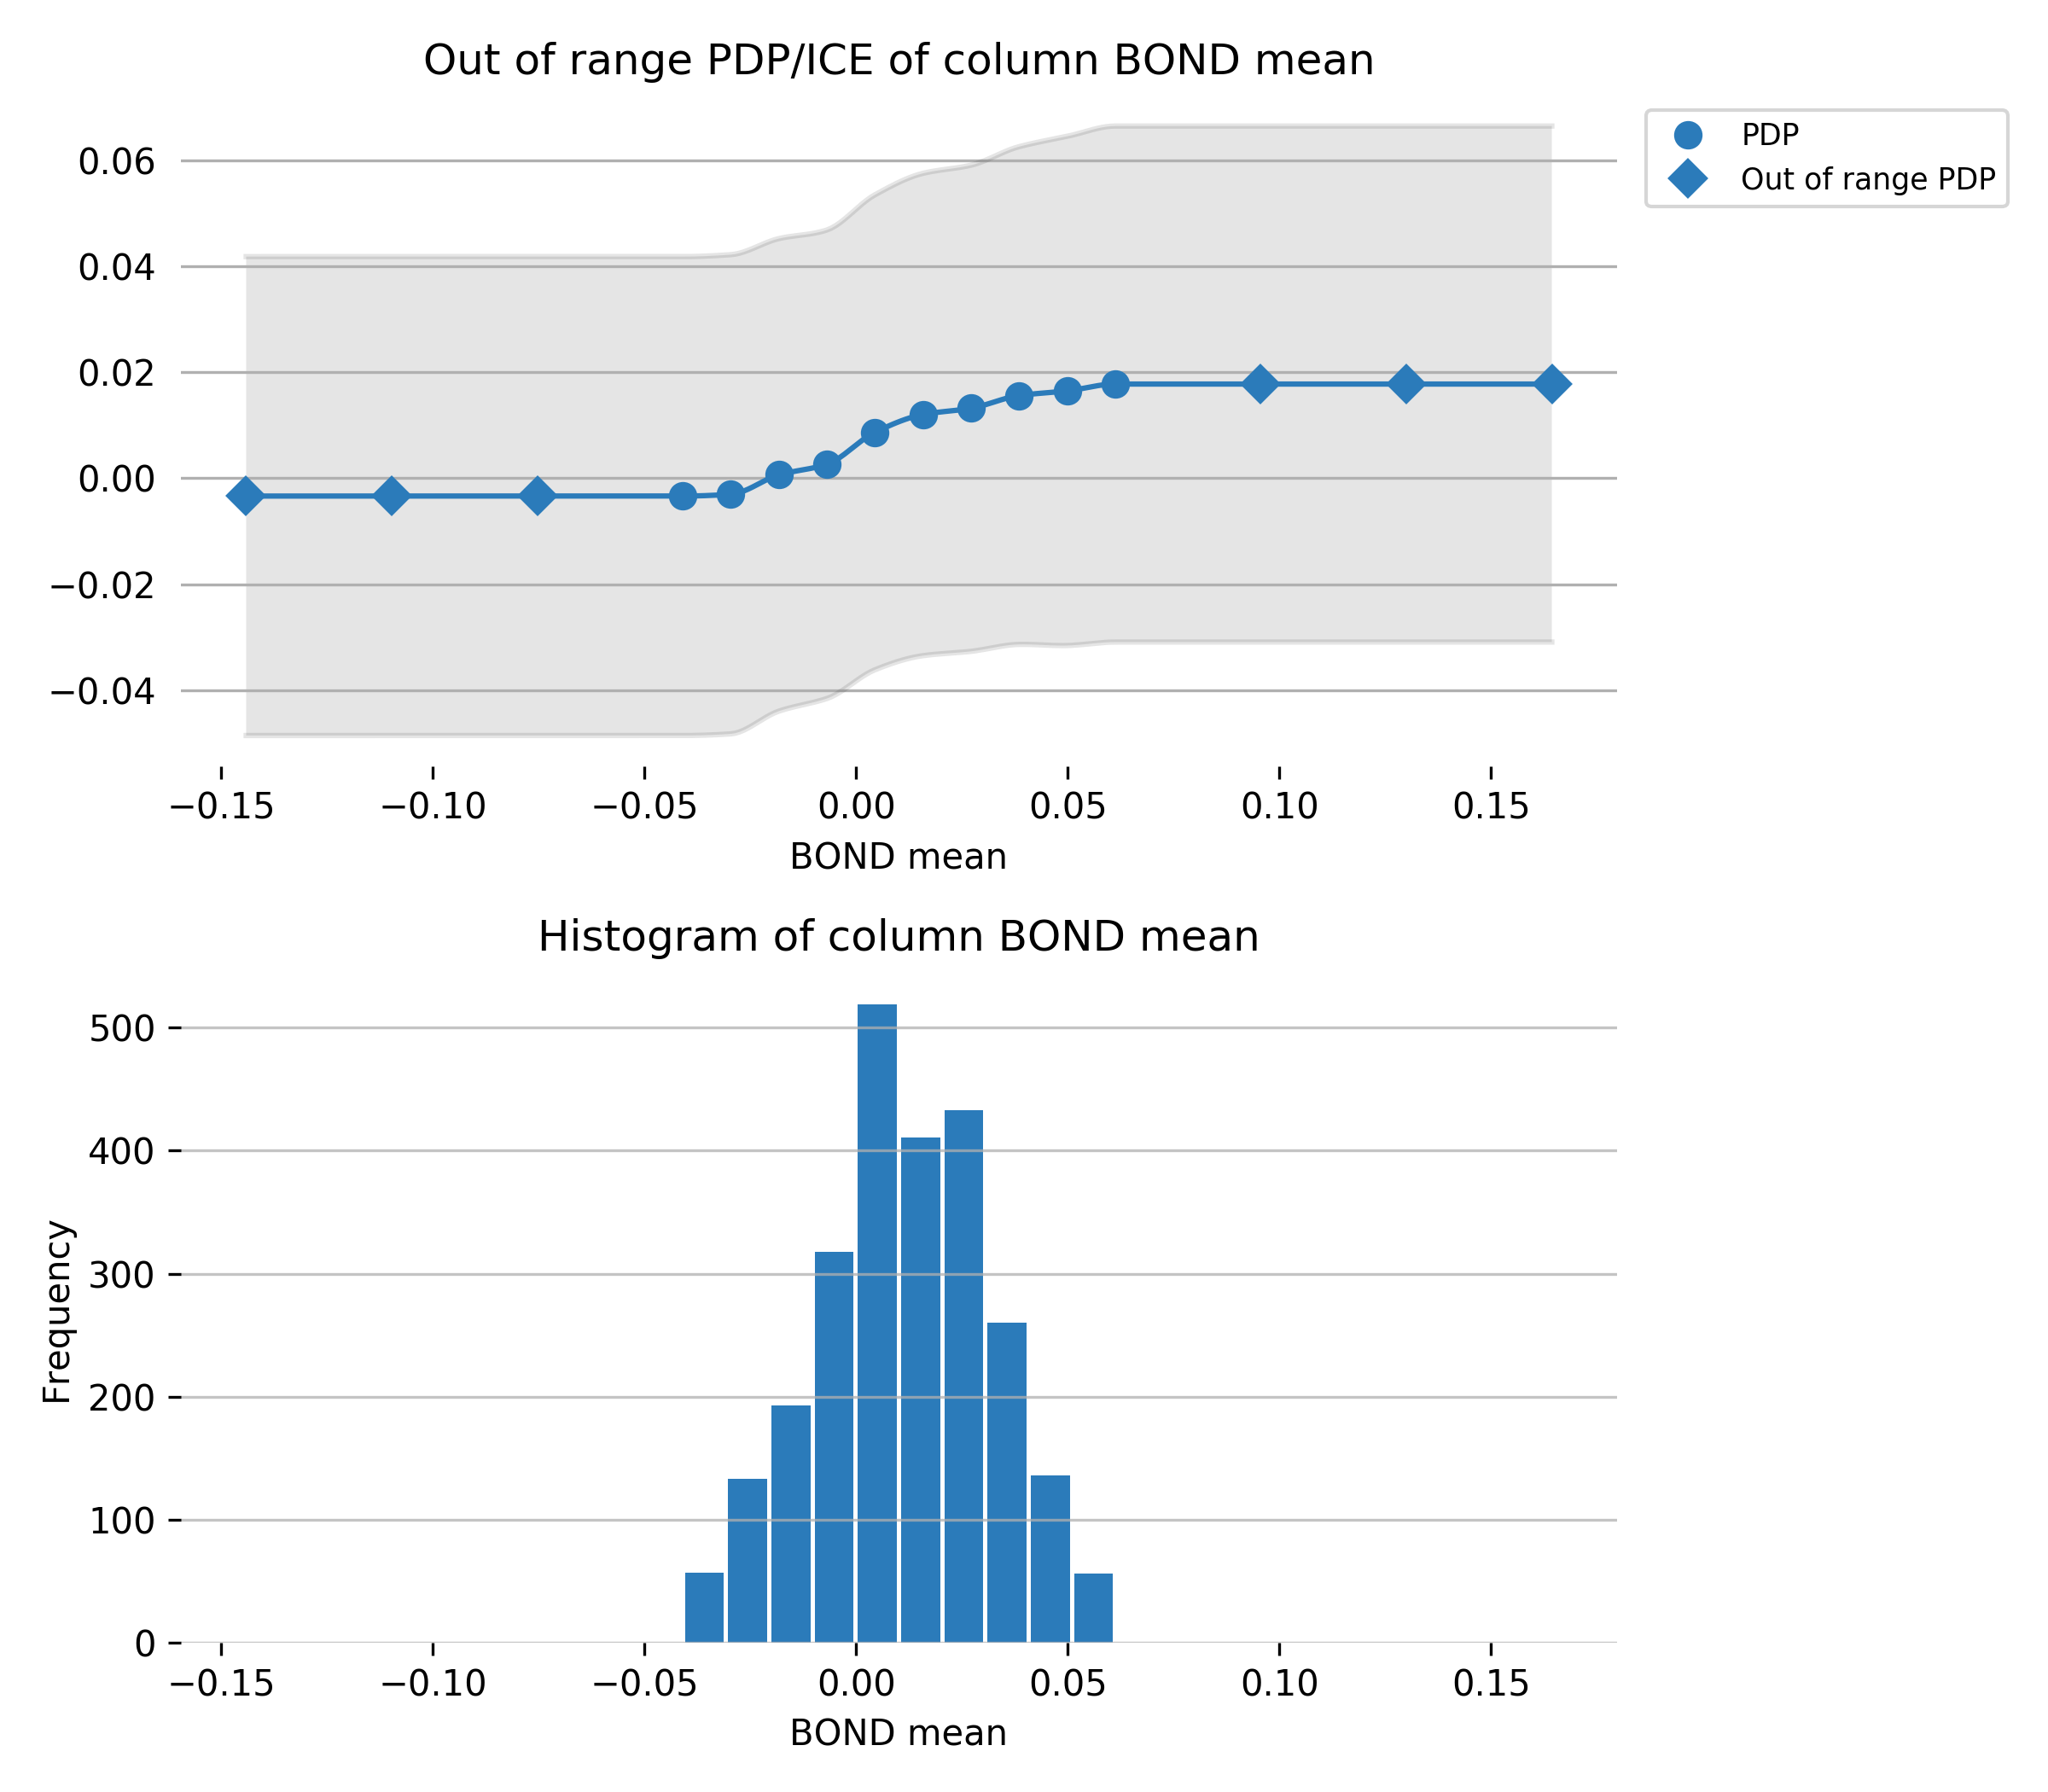 Out of range PDP/ICE of column BOND mean
PDP
Out of range PDP
0.06
0.04
0.02
0.00
−0.02
−0.04
−0.15 −0.10 −0.05 0.00 0.05 0.10 0.15
BOND mean
Histogram of column BOND mean
500
400
300
200
100
0
Frequency
−0.15 −0.10 −0.05 0.00 0.05 0.10 0.15
BOND mean